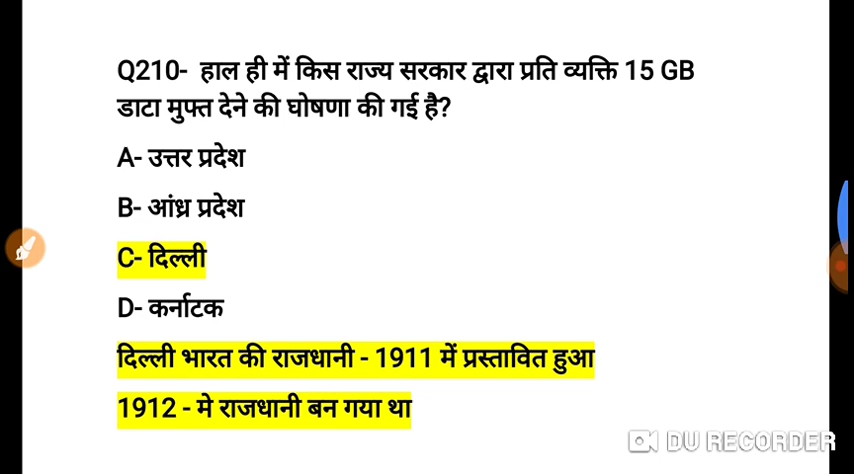 Q210- हाल ही में किस राज्य सरकार द्वारा प्रति व्यक्ति 15 GB
डाटा मुफ्त देने की घोषणा की गई है?
A- उत्तर प्रदेश
B- आंध्र प्रदेश
C- दिल्ली
D- कर्नाटक
दिल्ली भारत की राजधानी - 1911 में प्रस्तावित हुआ
1912 - मे राजधानी बन गया था
DU RECORDER